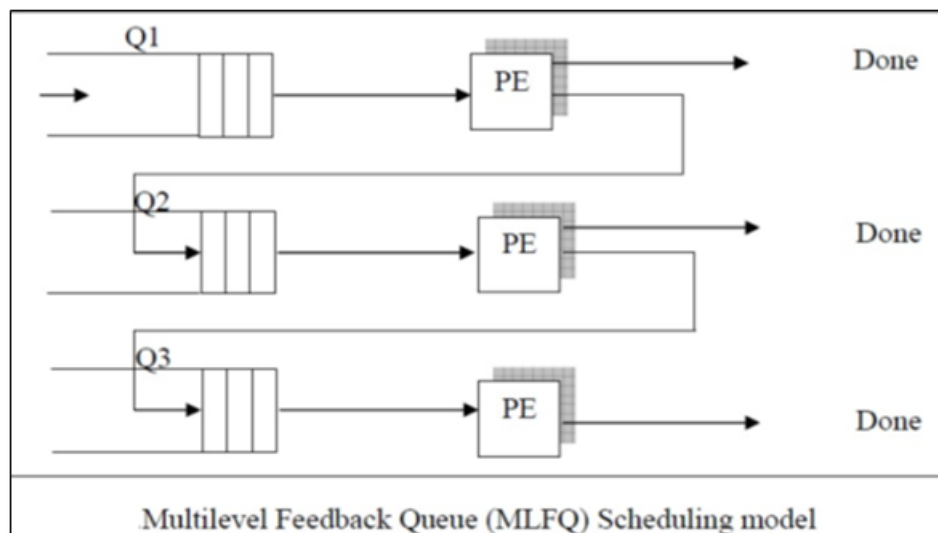 Q1
PE
Done
Q2
PE
Done
Q3
PE
Done
Multilevel Feedback Queue (MLFQ) Scheduling model